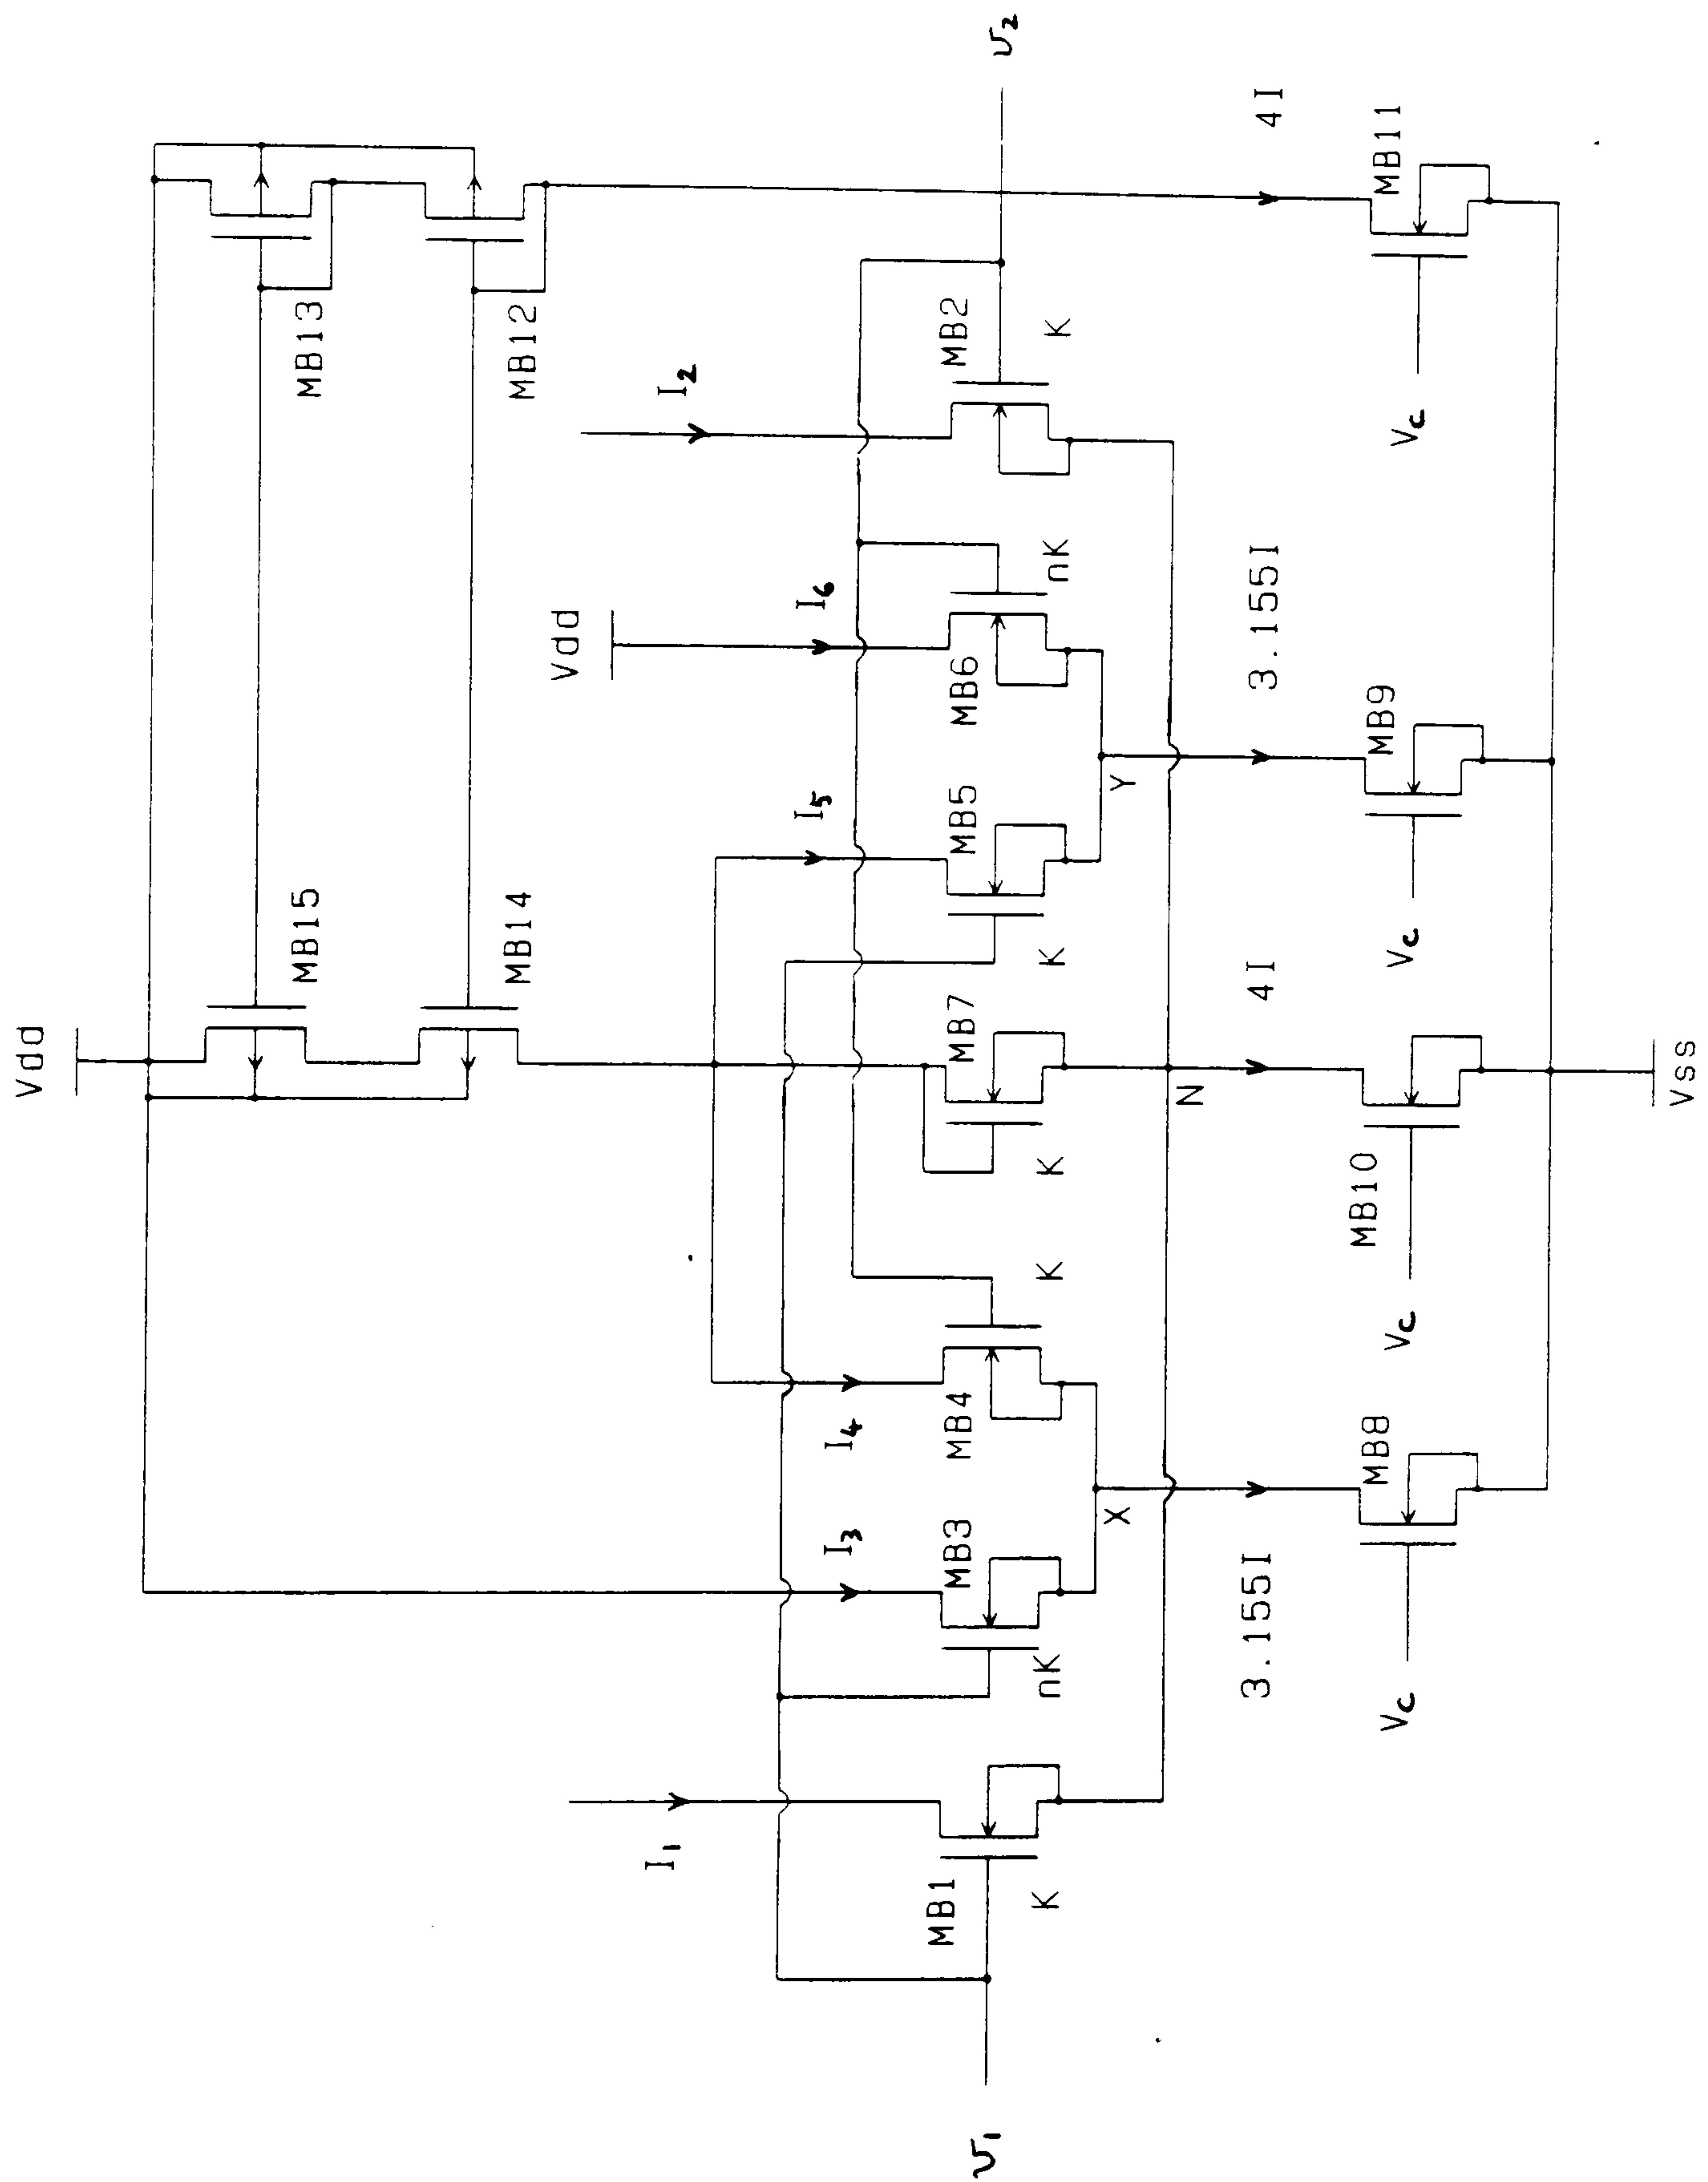 Vdd
MB15
MB13
MB14
MB12
Vdd
I₁
I₃
I₄
I₅
I₆
I₂
υ₁
MB1
MB3
MB4
MB7
MB5
MB6
MB2
υ₂
K
nK
K
K
K
nK
K
X
N
Y
3.155I
4I
3.155I
4I
MB8
MB10
MB9
MB11
Vc
Vc
Vc
Vc
Vss